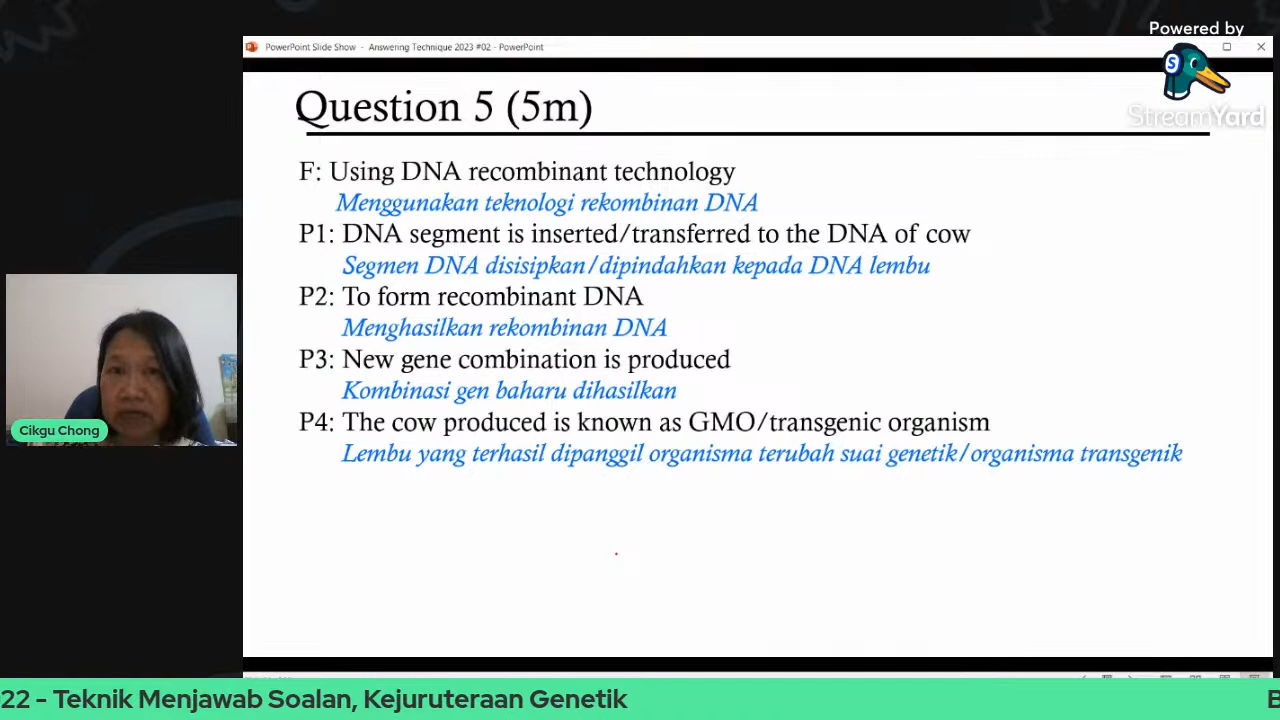 Powered by
StreamYard
PowerPoint Slide Show - Answering Technique 2023 #02 - PowerPoint
Question 5 (5m)
F: Using DNA recombinant technology
Menggunakan teknologi rekombinan DNA
P1: DNA segment is inserted/transferred to the DNA of cow
Segmen DNA disisipkan/dipindahkan kepada DNA lembu
P2: To form recombinant DNA
Menghasilkan rekombinan DNA
P3: New gene combination is produced
Kombinasi gen baharu dihasilkan
P4: The cow produced is known as GMO/transgenic organism
Lembu yang terhasil dipanggil organisma terubah suai genetik/organisma transgenik
Cikgu Chong
022 - Teknik Menjawab Soalan, Kejuruteraan Genetik
B